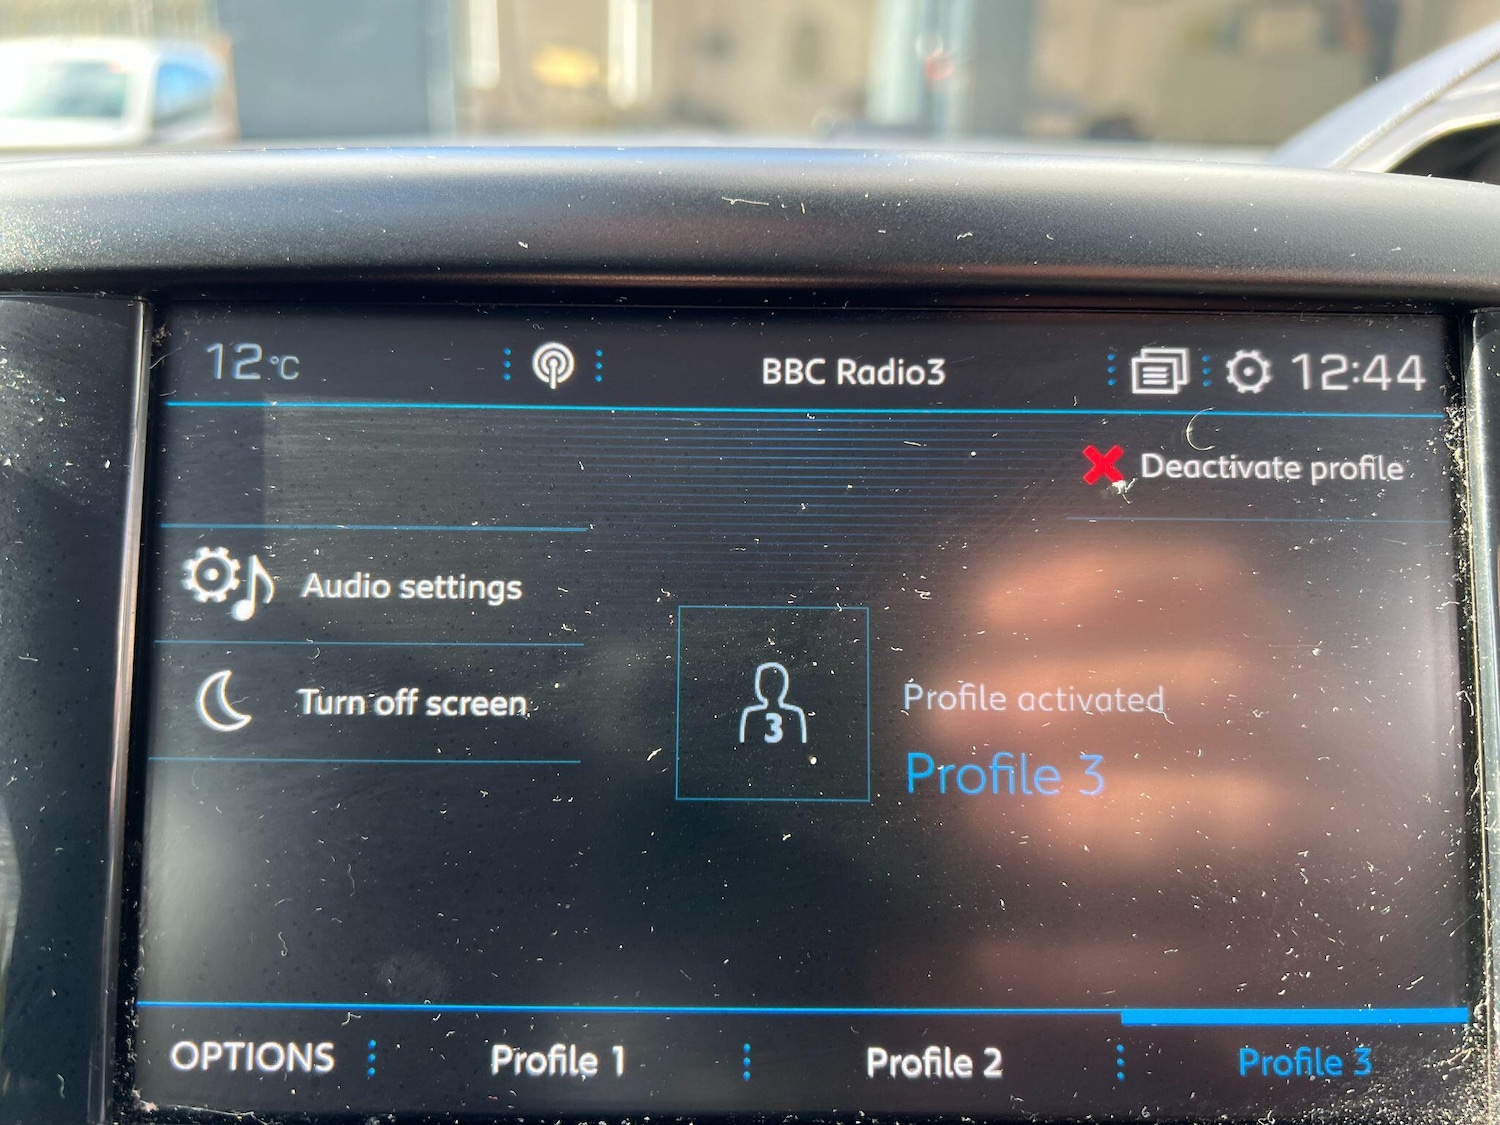 12°C
BBC Radio3
12:44
Deactivate profile
Audio settings
Turn off screen
3
Profile activated
Profile 3
OPTIONS
Profile 1
Profile 2
Profile 3